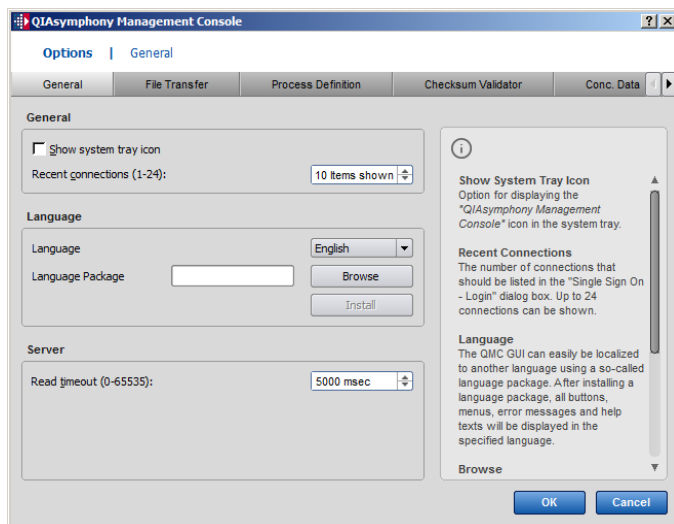 QIAsymphony Management Console
Options | General
General
File Transfer
Process Definition
Checksum Validator
Conc. Data
General
Show system tray icon
Recent connections (1-24):
10 Items shown
Language
Language
English
Language Package
Browse
Install
Server
Read timeout (0-65535):
5000 msec
Show System Tray Icon
Option for displaying the
"QIAsymphony Management
Console" icon in the system tray.
Recent Connections
The number of connections that
should be listed in the "Single Sign On
- Login" dialog box. Up to 24
connections can be shown.
Language
The QMC GUI can easily be localized
to another language using a so-called
language package. After installing a
language package, all buttons,
menus, error messages and help
texts will be displayed in the
specified language.
Browse
OK
Cancel